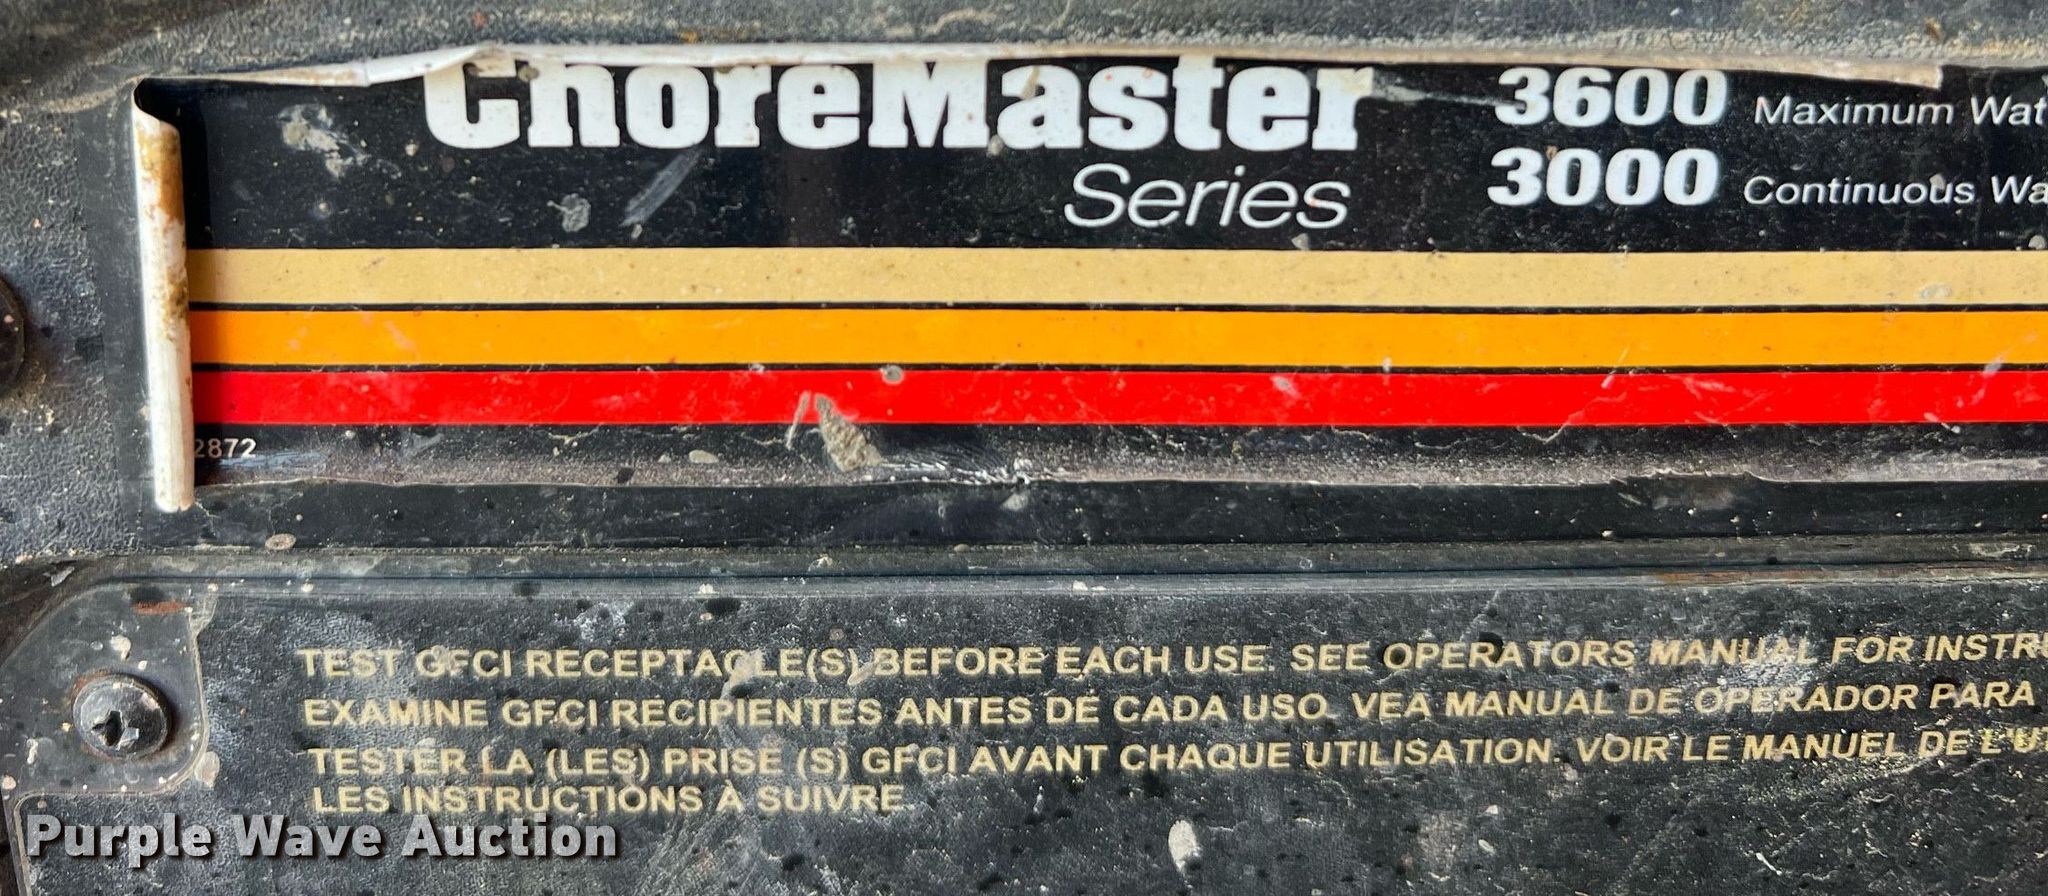 ChoreMaster
Series
3600 Maximum Wat
3000 Continuous Wa
2872
TEST GFCI RECEPTACLE(S) BEFORE EACH USE. SEE OPERATORS MANUAL FOR INSTRU
EXAMINE GFCI RECIPIENTES ANTES DE CADA USO. VEA MANUAL DE OPERADOR PARA
TESTER LA (LES) PRISE (S) GFCI AVANT CHAQUE UTILISATION. VOIR LE MANUEL DE L'UT
LES INSTRUCTIONS À SUIVRE
Purple Wave Auction